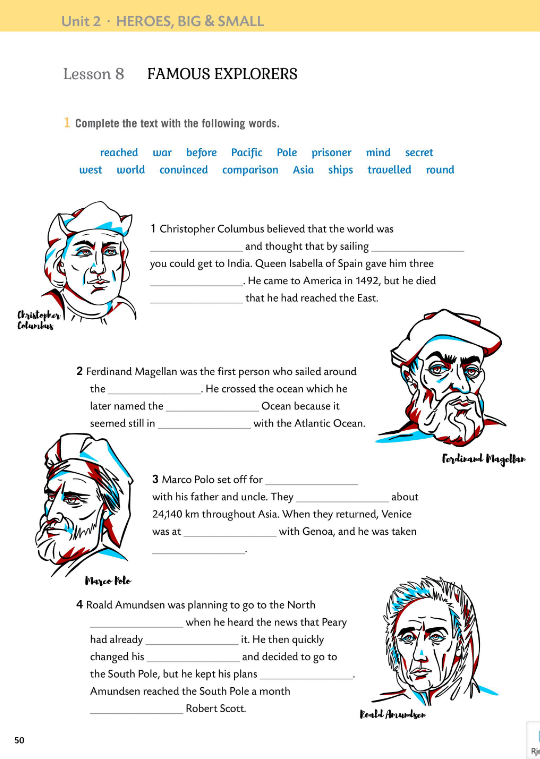 Unit 2 · HEROES, BIG & SMALL
Lesson 8 FAMOUS EXPLORERS
1 Complete the text with the following words.
reached war before Pacific Pole prisoner mind secret
west world convinced comparison Asia ships travelled round
1 Christopher Columbus believed that the world was
________________ and thought that by sailing ________________
you could get to India. Queen Isabella of Spain gave him three
________________. He came to America in 1492, but he died
________________ that he had reached the East.
Christopher
Columbus
2 Ferdinand Magellan was the first person who sailed around
the ________________. He crossed the ocean which he
later named the ________________ Ocean because it
seemed still in ________________ with the Atlantic Ocean.
Ferdinand Magellan
3 Marco Polo set off for ________________
with his father and uncle. They ________________ about
24,140 km throughout Asia. When they returned, Venice
was at ________________ with Genoa, and he was taken
________________.
Marco Polo
4 Roald Amundsen was planning to go to the North
________________ when he heard the news that Peary
had already ________________ it. He then quickly
changed his ________________ and decided to go to
the South Pole, but he kept his plans ________________.
Amundsen reached the South Pole a month
________________ Robert Scott.
Roald Amundsen
50